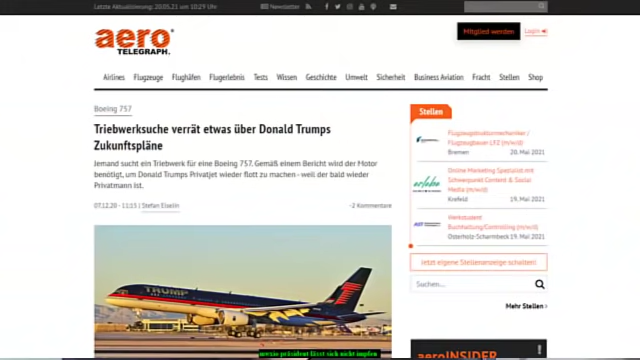 Letzte Aktualisierung: 20.05.21 um 10:29 Uhr
Newsletter
Mitglied werden
Login
aero
TELEGRAPH.
Airlines Flugzeuge Flughäfen Flugerlebnis Tests Wissen Geschichte Umwelt Sicherheit Business Aviation Fracht Stellen Shop
Boeing 757
Triebwerksuche verrät etwas über Donald Trumps
Zukunftspläne
Jemand sucht ein Triebwerk für eine Boeing 757. Gemäß einem Bericht wird der Motor
benötigt, um Donald Trumps Privatjet wieder flott zu machen - weil der bald wieder
Privatmann ist.
07.12.20 - 11:15 | Stefan Eiselin
2 Kommentare
TRUMP
Stellen
Flugzeugstrukturmechaniker /
Flugzeugbauer LTZ (m/w/d)
Bremen 20. Mai 2021
Online Marketing Spezialist mit
Schwerpunkt Content & Social
Media (m/w/d)
Krefeld 19. Mai 2021
Werkstudent
Buchhaltung/Controlling (m/w/d)
Osterholz-Scharmbeck 19. Mai 2021
Jetzt eigene Stellenanzeige schalten!
Suchen...
Mehr Stellen
aeroINSIDER
präsident lässt sich nicht impfen